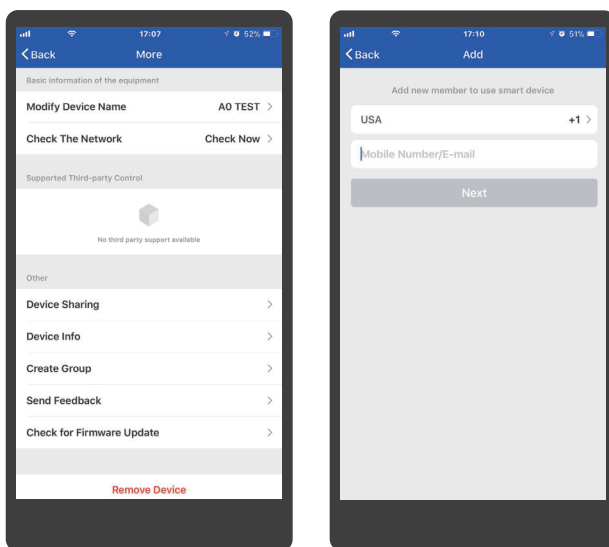 17:07
52%
Back
More
Basic information of the equipment
Modify Device Name
A0 TEST
Check The Network
Check Now
Supported Third-party Control
No third party support available
Other
Device Sharing
Device Info
Create Group
Send Feedback
Check for Firmware Update
Remove Device
17:10
51%
Back
Add
Add new member to use smart device
USA
+1
Mobile Number/E-mail
Next